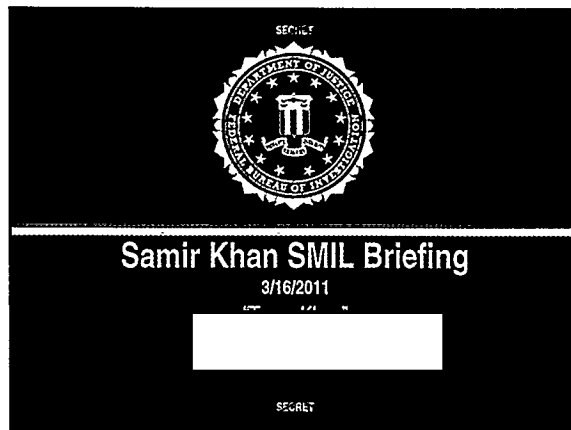 SECRET
DEPARTMENT OF JUSTICE
FEDERAL BUREAU OF INVESTIGATION
Samir Khan SMIL Briefing
3/16/2011
SECRET